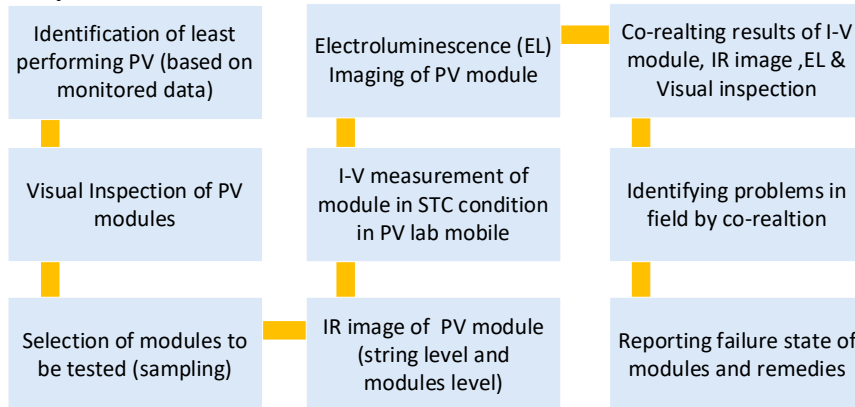 Identification of least
performing PV (based on
monitored data)
Visual Inspection of PV
modules
Selection of modules to
be tested (sampling)
IR image of PV module
(string level and
modules level)
I-V measurement of
module in STC condition
in PV lab mobile
Electroluminescence (EL)
Imaging of PV module
Co-realting results of I-V
module, IR image ,EL &
Visual inspection
Identifying problems in
field by co-realtion
Reporting failure state of
modules and remedies